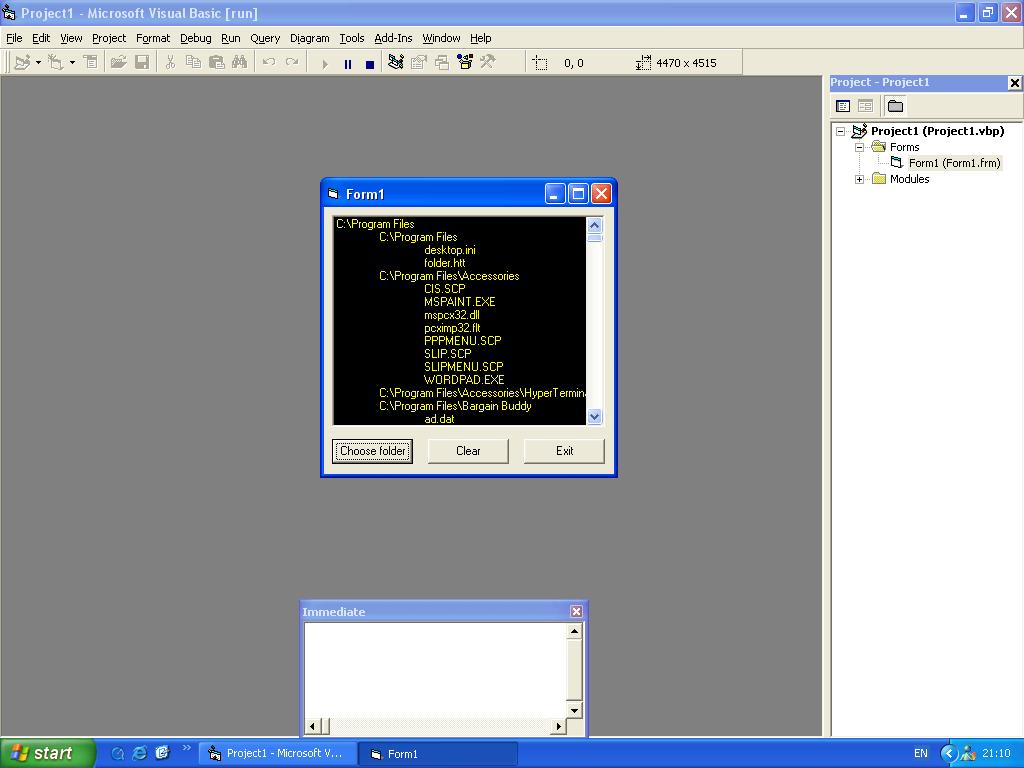 Project1 - Microsoft Visual Basic [run]
File Edit View Project Format Debug Run Query Diagram Tools Add-Ins Window Help
0, 0 4470 x 4515
Project - Project1
Project1 (Project1.vbp)
Forms
Form1 (Form1.frm)
Modules
Form1
C:\Program Files
C:\Program Files
desktop.ini
folder.htt
C:\Program Files\Accessories
CIS.SCP
MSPAINT.EXE
mspcx32.dll
pcximp32.flt
PPPMENU.SCP
SLIP.SCP
SLIPMENU.SCP
WORDPAD.EXE
C:\Program Files\Accessories\HyperTermina
C:\Program Files\Bargain Buddy
ad.dat
Choose folder Clear Exit
Immediate
start Project1 - Microsoft V... Form1 EN 21:10